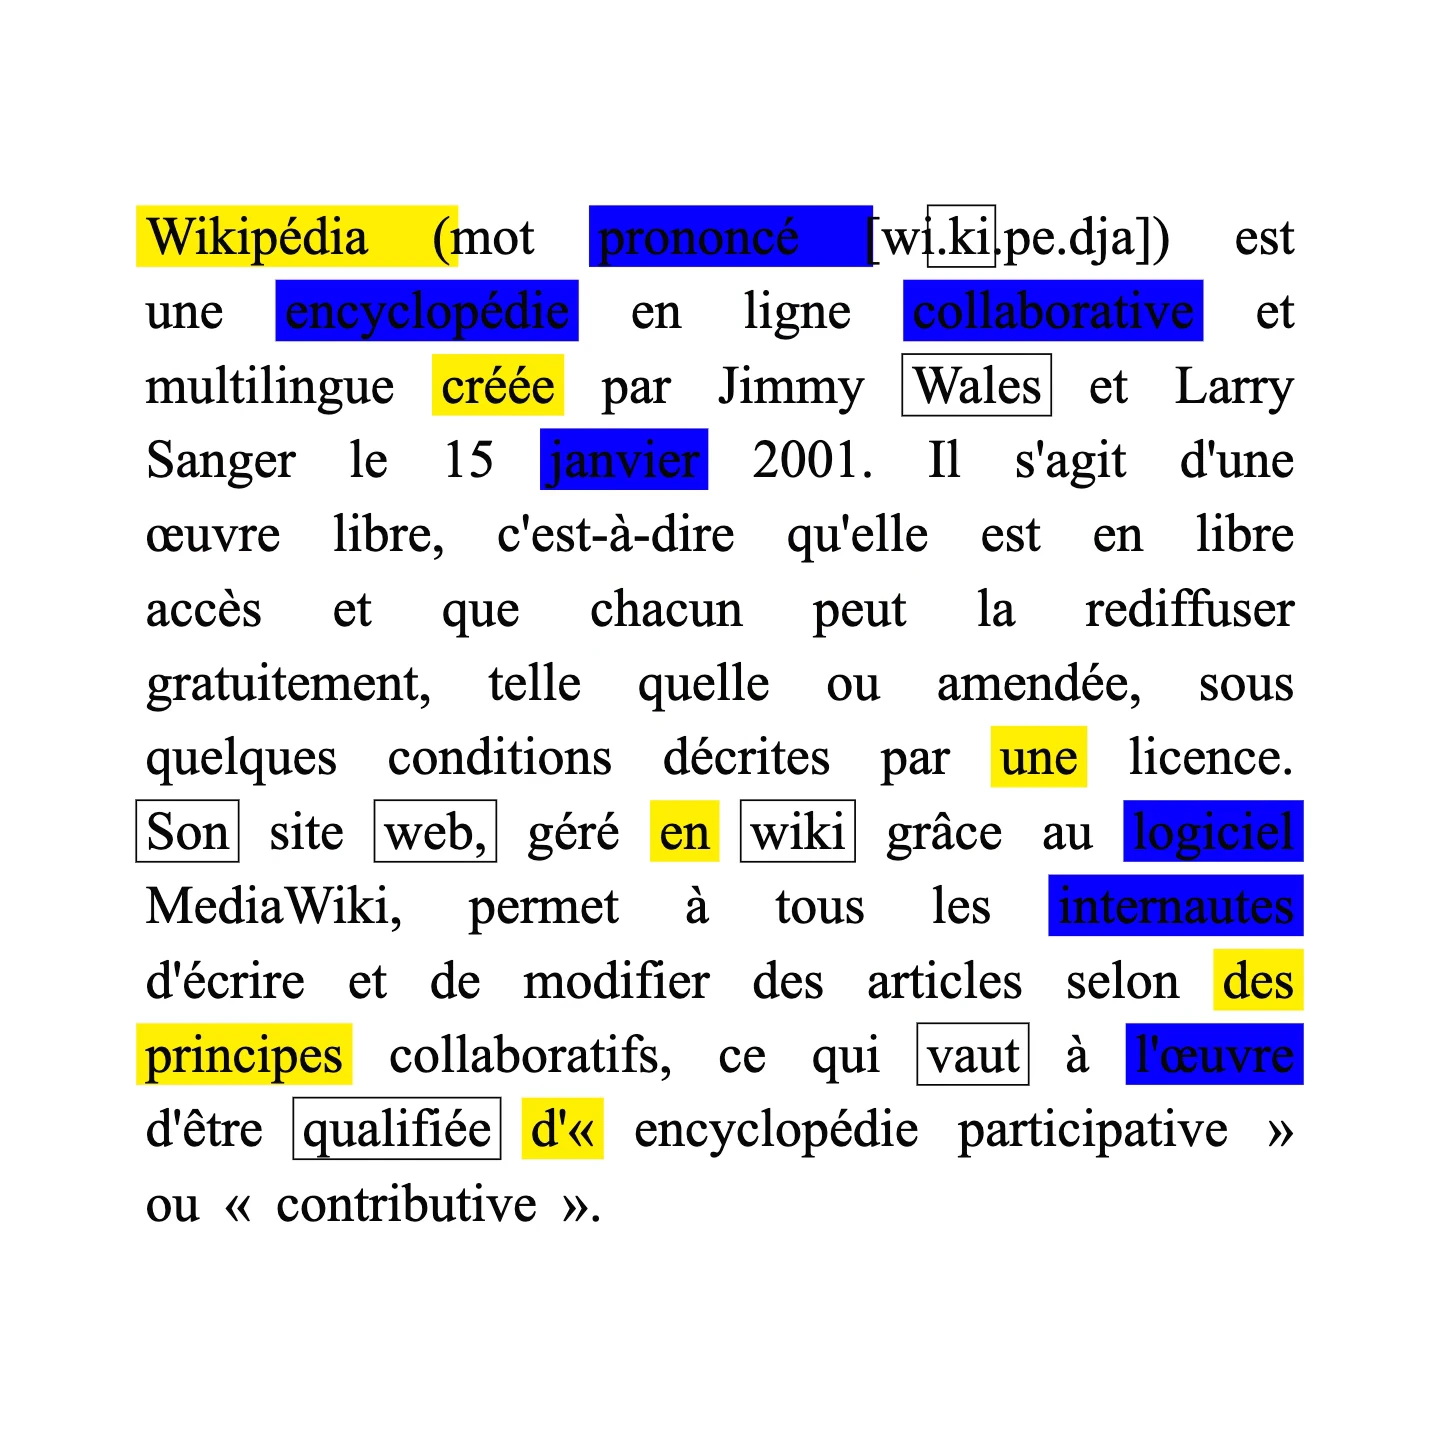 Wikipédia (mot prononcé [wi.ki.pe.dja]) est
une encyclopédie en ligne collaborative et
multilingue créée par Jimmy Wales et Larry
Sanger le 15 janvier 2001. Il s'agit d'une
œuvre libre, c'est-à-dire qu'elle est en libre
accès et que chacun peut la rediffuser
gratuitement, telle quelle ou amendée, sous
quelques conditions décrites par une licence.
Son site web, géré en wiki grâce au logiciel
MediaWiki, permet à tous les internautes
d'écrire et de modifier des articles selon des
principes collaboratifs, ce qui vaut à l'œuvre
d'être qualifiée d'« encyclopédie participative »
ou « contributive ».